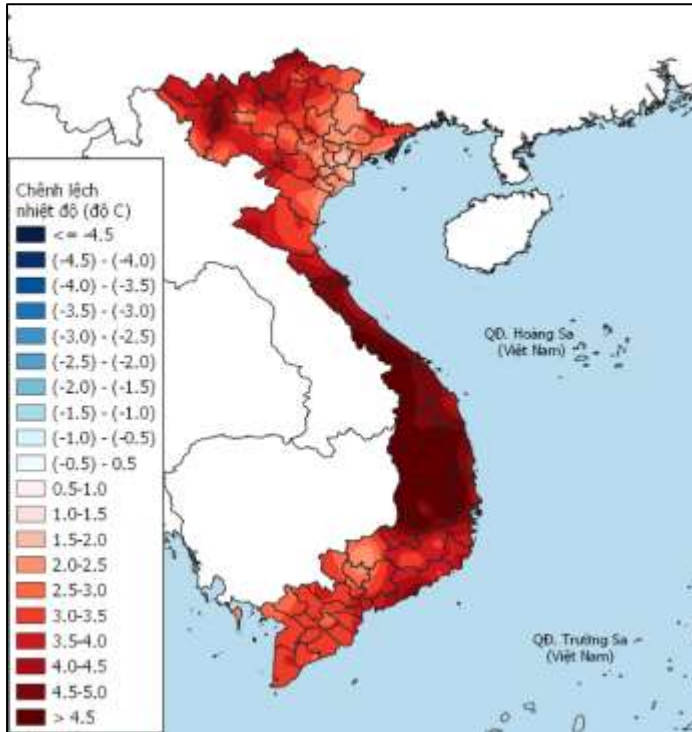 Chênh lệch
nhiệt độ (độ C)
<= -4.5
(-4.5) - (-4.0)
(-4.0) - (-3.5)
(-3.5) - (-3.0)
(-3.0) - (-2.5)
(-2.5) - (-2.0)
(-2.0) - (-1.5)
(-1.5) - (-1.0)
(-1.0) - (-0.5)
(-0.5) - 0.5
0.5-1.0
1.0-1.5
1.5-2.0
2.0-2.5
2.5-3.0
3.0-3.5
3.5-4.0
4.0-4.5
4.5-5.0
> 4.5
QĐ. Hoàng Sa
(Việt Nam)
QĐ. Trường Sa
(Việt Nam)